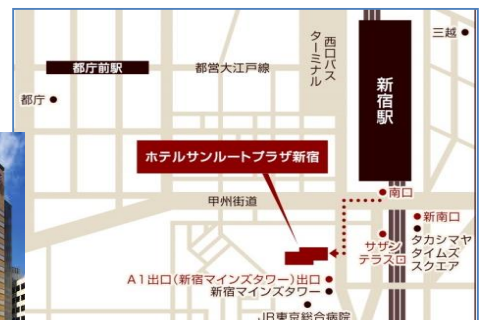 三越
西口バス
ターミナル
都庁前駅
都営大江戸線
新宿駅
都庁
ホテルサンルートプラザ新宿
南口
甲州街道
新南口
サザン
テラス口
タカシマヤ
タイムズ
スクエア
A1出口(新宿マインズタワー)出口
新宿マインズタワー
JR東京総合病院